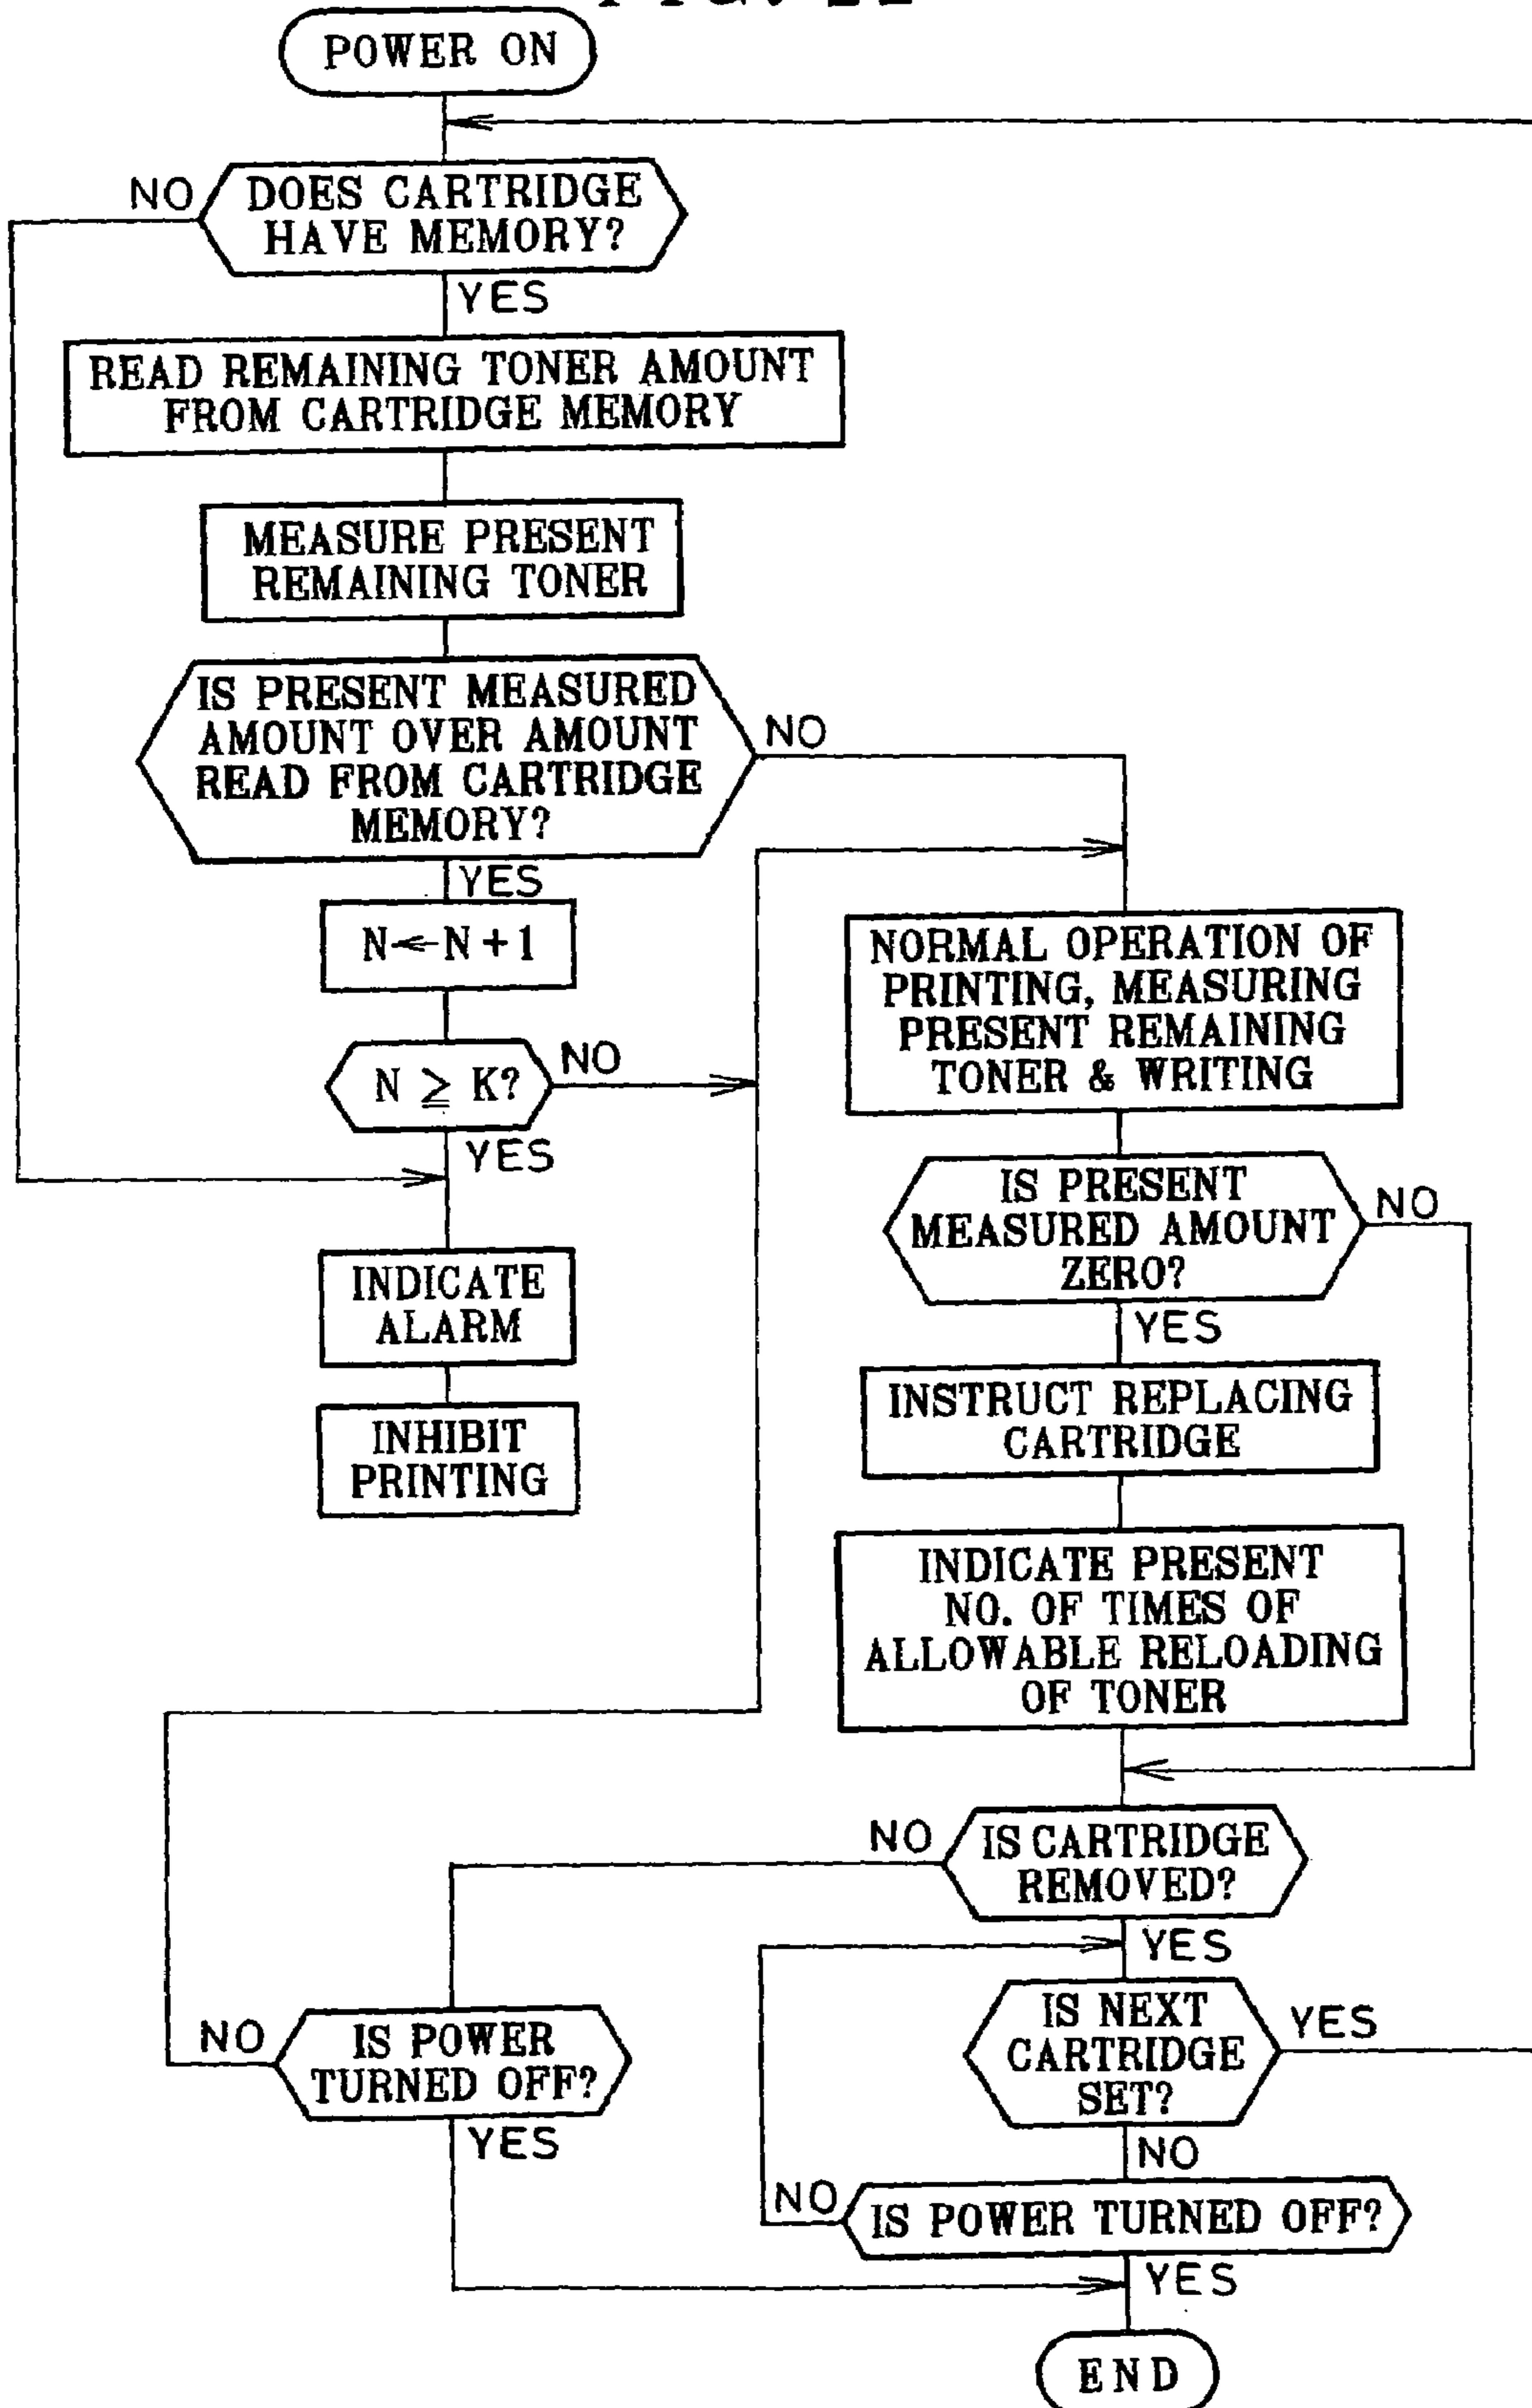 POWER ON
NO
DOES CARTRIDGE
HAVE MEMORY?
YES
READ REMAINING TONER AMOUNT
FROM CARTRIDGE MEMORY
MEASURE PRESENT
REMAINING TONER
IS PRESENT MEASURED
AMOUNT OVER AMOUNT
READ FROM CARTRIDGE
MEMORY?
NO
YES
N←N+1
N ≧ K?
NO
YES
INDICATE
ALARM
INHIBIT
PRINTING
NORMAL OPERATION OF
PRINTING, MEASURING
PRESENT REMAINING
TONER & WRITING
IS PRESENT
MEASURED AMOUNT
ZERO?
NO
YES
INSTRUCT REPLACING
CARTRIDGE
INDICATE PRESENT
NO. OF TIMES OF
ALLOWABLE RELOADING
OF TONER
NO
IS CARTRIDGE
REMOVED?
YES
IS NEXT
CARTRIDGE
SET?
YES
NO
NO
IS POWER
TURNED OFF?
YES
NO
IS POWER TURNED OFF?
YES
END